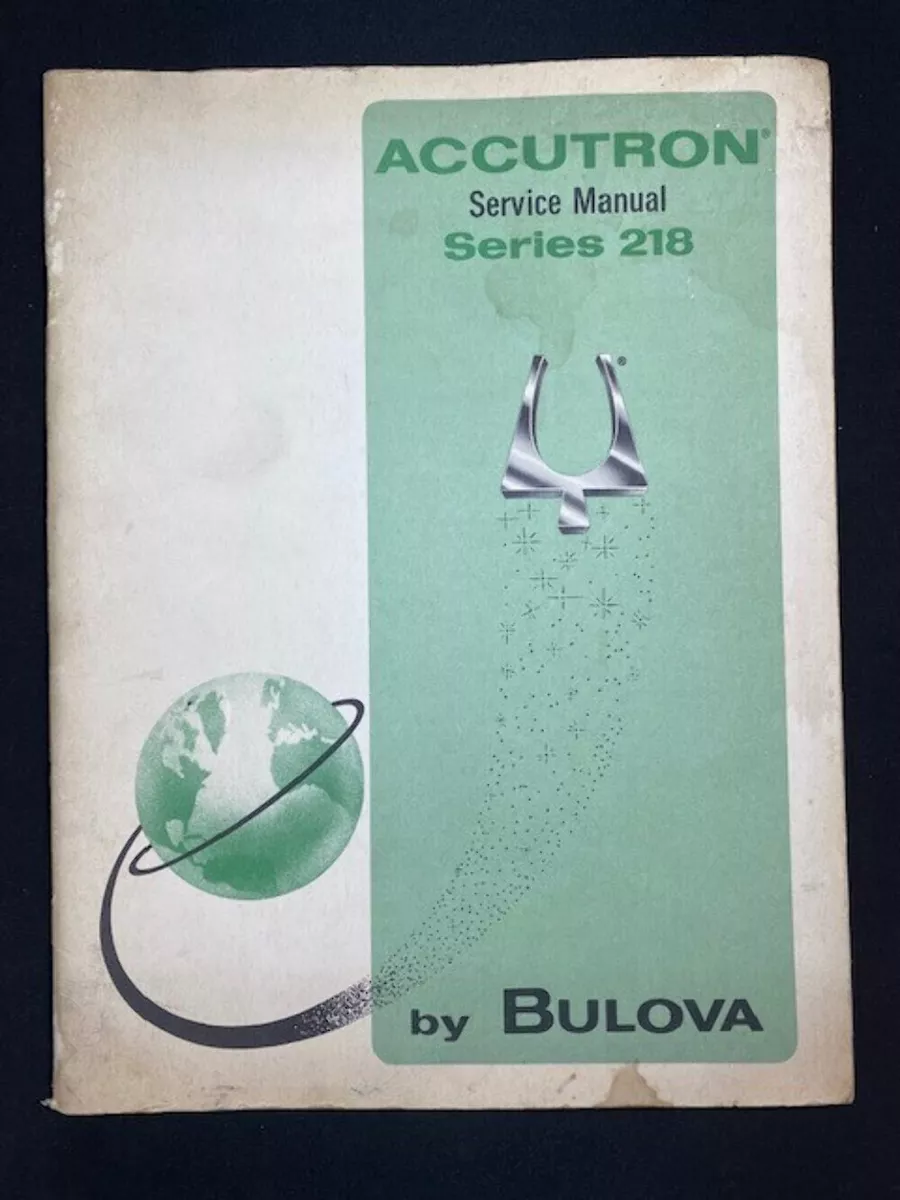 ACCUTRON®
Service Manual
Series 218
®
by BULOVA